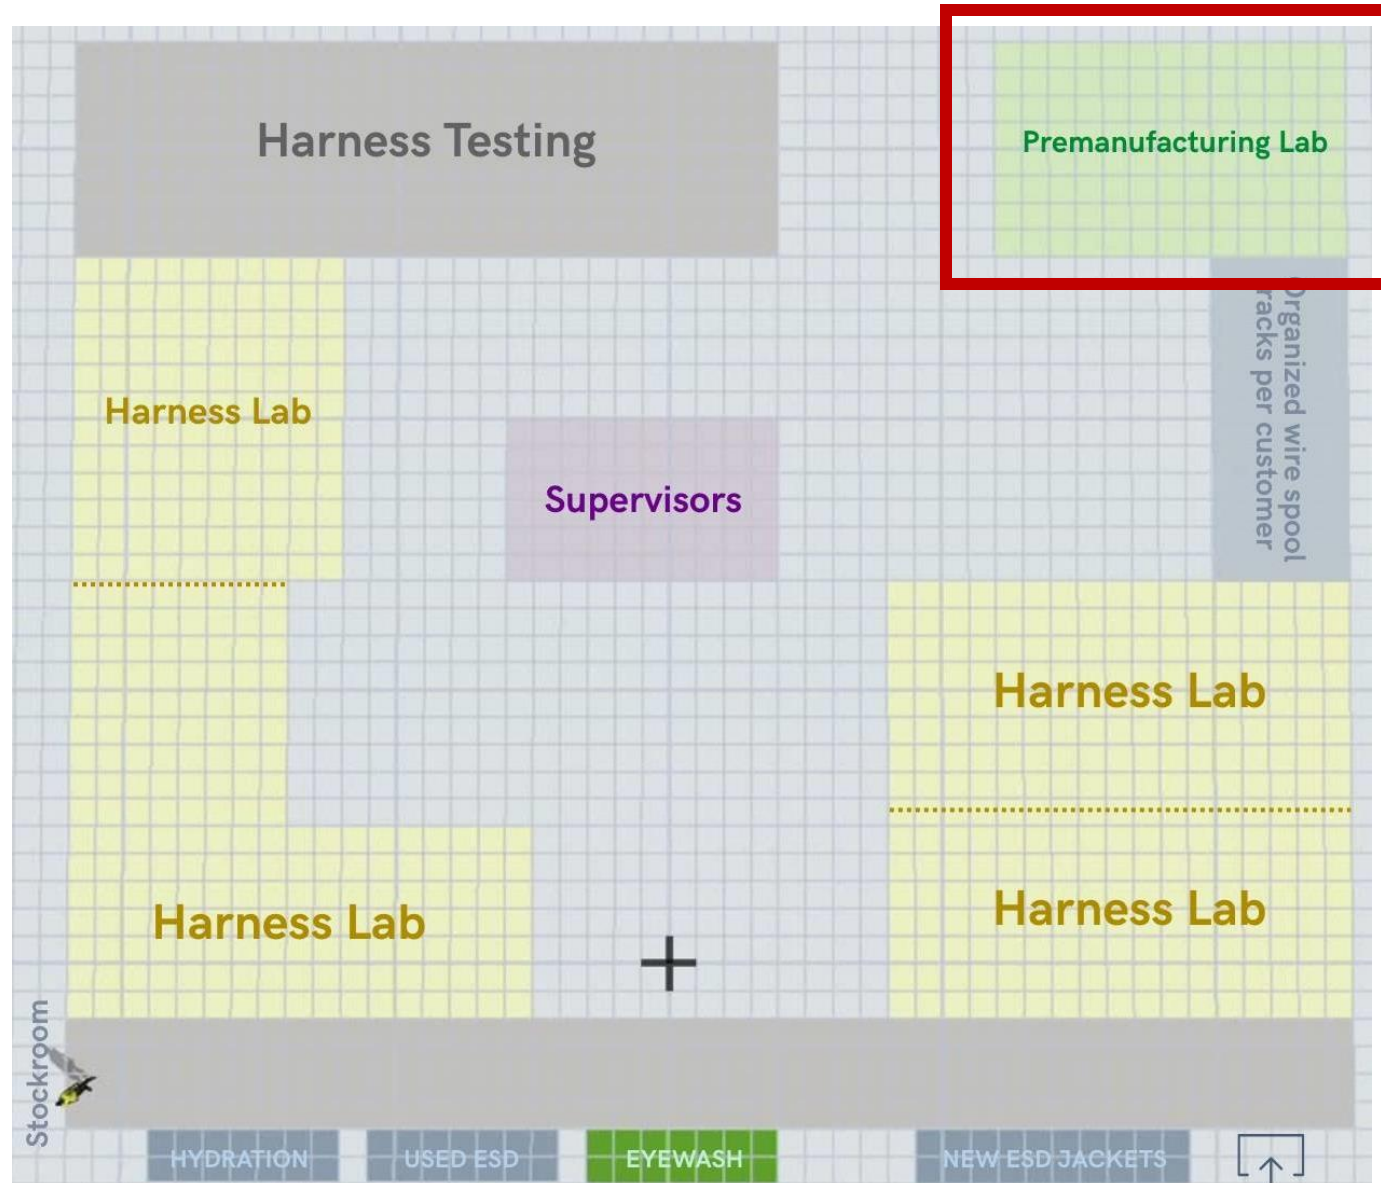 Harness Testing
Premanufacturing Lab
Organized wire spool
racks per customer
Harness Lab
Supervisors
Harness Lab
Harness Lab
Harness Lab
Stockroom
HYDRATION
USED ESD
EYEWASH
NEW ESD JACKETS